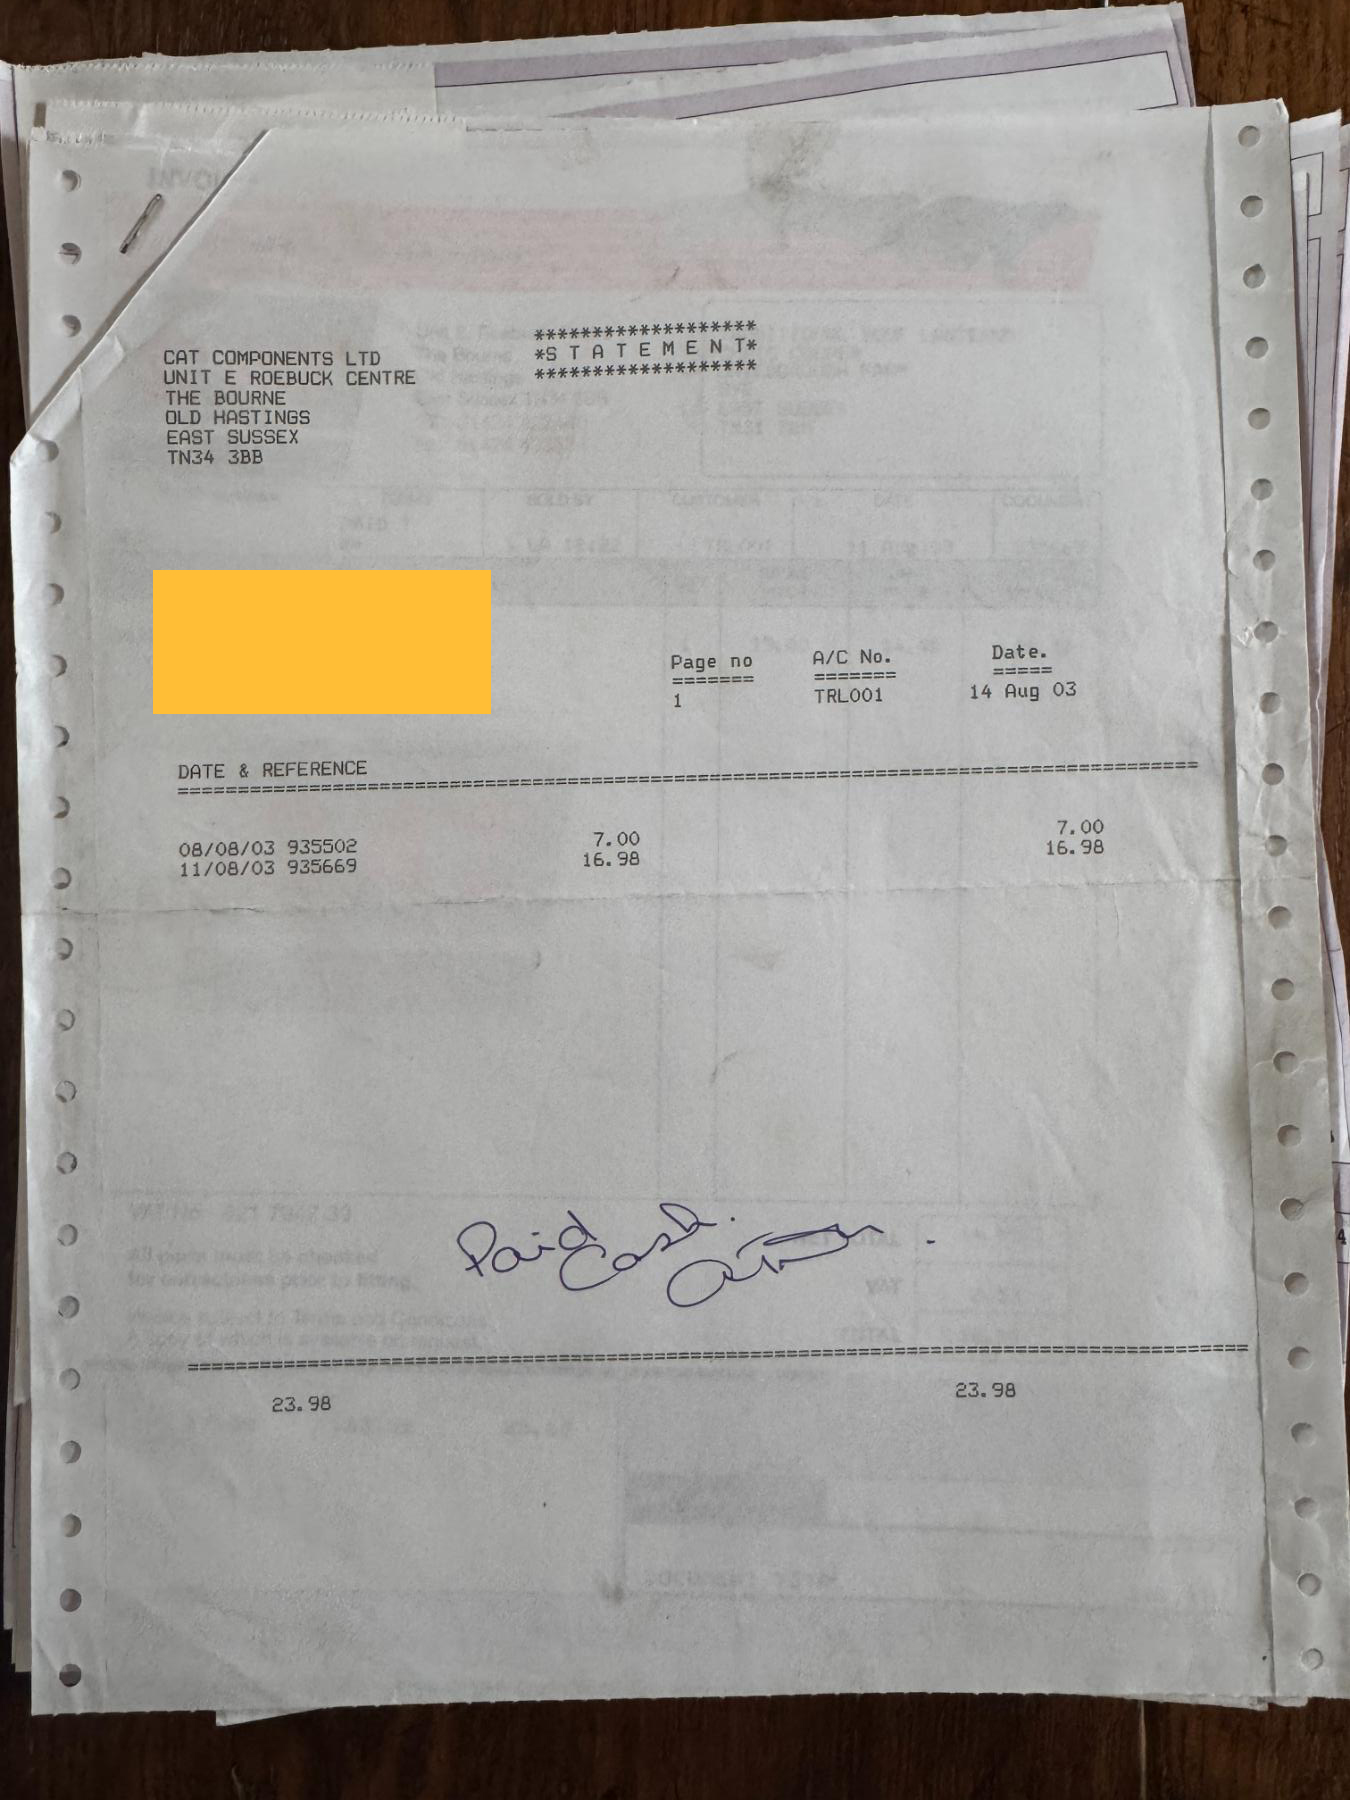 *******************
*S T A T E M E N T*
*******************
CAT COMPONENTS LTD
UNIT E ROEBUCK CENTRE
THE BOURNE
OLD HASTINGS
EAST SUSSEX
TN34 3BB
Page no A/C No. Date.
======= ======= =====
1 TRL001 14 Aug 03
DATE & REFERENCE
=====================================================================================
08/08/03 935502 7.00 7.00
11/08/03 935669 16.98 16.98
Paid Cash.
=========================================================================================
23.98 23.98